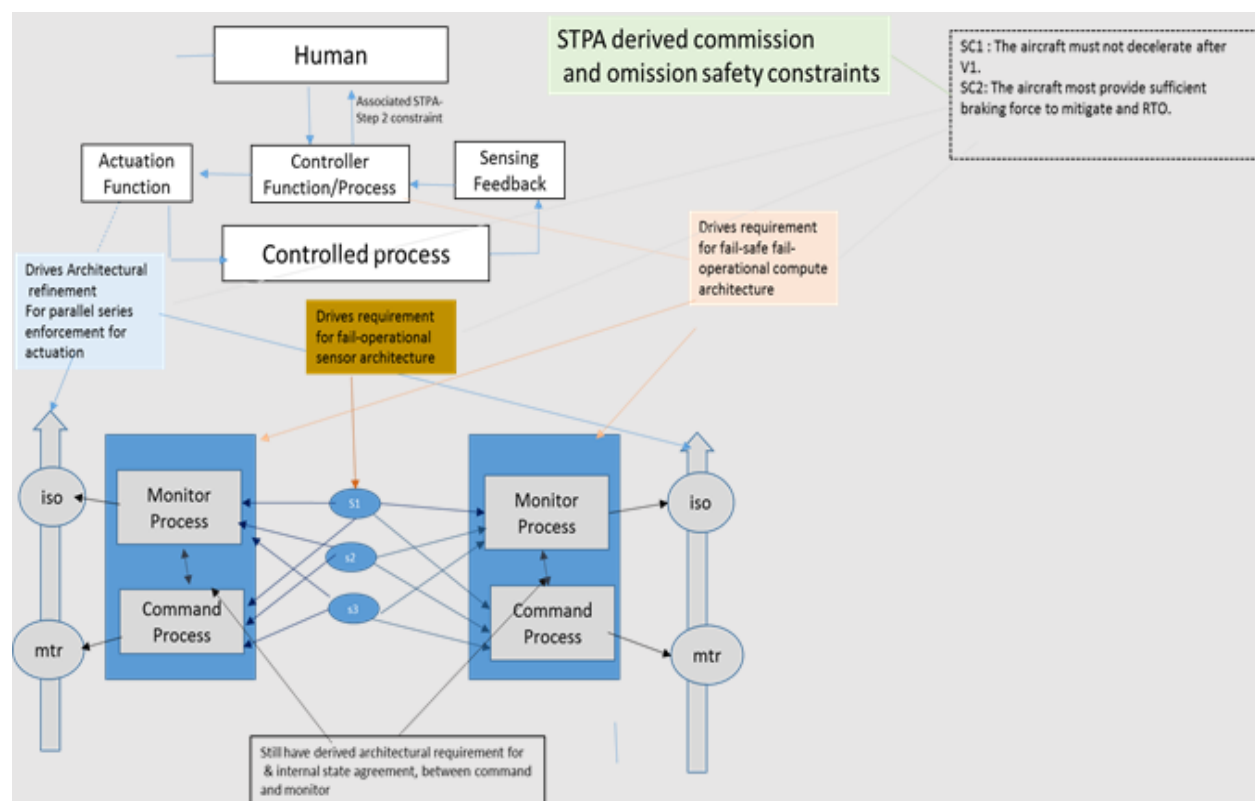 Human
STPA derived commission
and omission safety constraints
SC1 : The aircraft must not decelerate after
V1.
SC2: The aircraft most provide sufficient
braking force to mitigate and RTO.
Associated STPA-
Step 2 constraint
Actuation
Function
Controller
Function/Process
Sensing
Feedback
Controlled process
Drives Architectural
refinement
For parallel series
enforcement for
actuation
Drives requirement
for fail-operational
sensor architecture
Drives requirement
for fail-safe fail-
operational compute
architecture
iso
Monitor
Process
S1
Monitor
Process
iso
s2
Command
Process
s3
Command
Process
mtr
mtr
Still have derived architectural requirement for
& internal state agreement, between command
and monitor